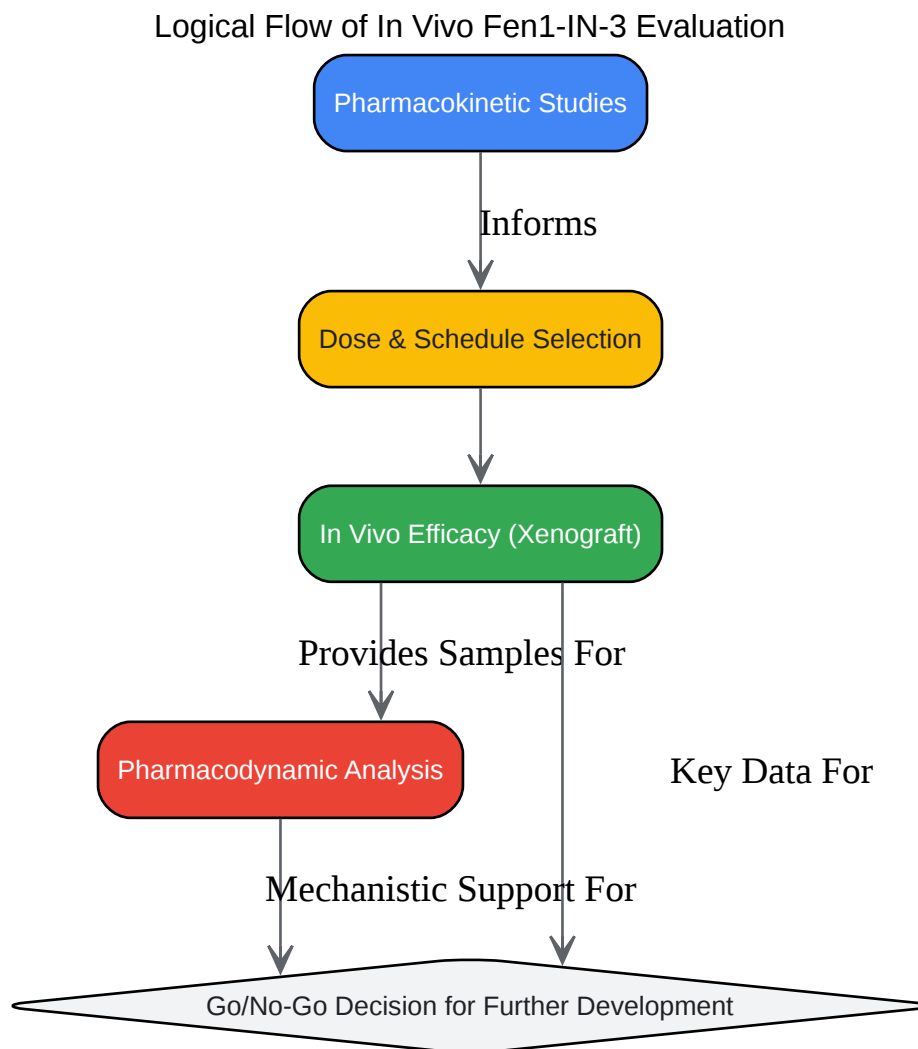 Logical Flow of In Vivo Fen1-IN-3 Evaluation
Pharmacokinetic Studies
Informs
Dose & Schedule Selection
In Vivo Efficacy (Xenograft)
Provides Samples For
Pharmacodynamic Analysis
Key Data For
Mechanistic Support For
Go/No-Go Decision for Further Development